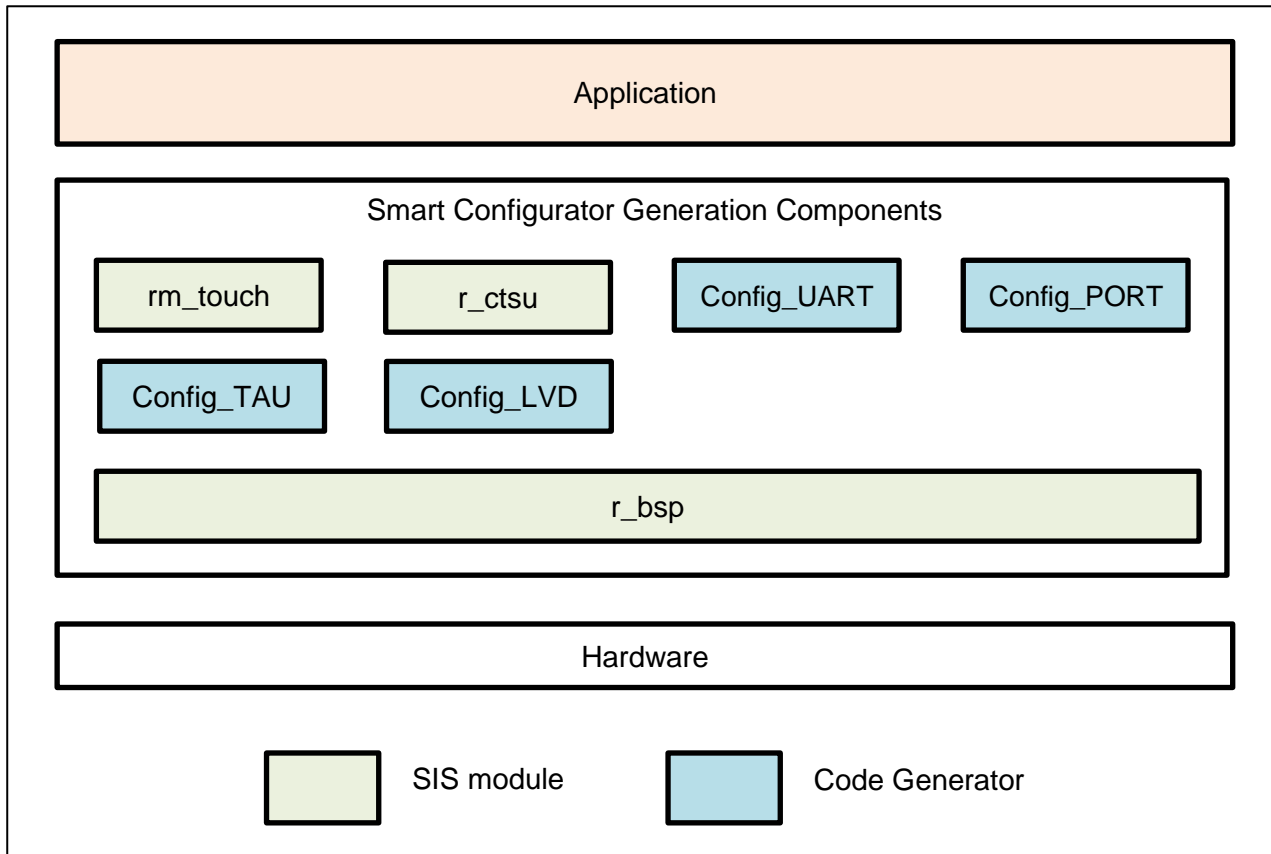 Application
Smart Configurator Generation Components
rm_touch
r_ctsu
Config_UART
Config_PORT
Config_TAU
Config_LVD
r_bsp
Hardware
SIS module
Code Generator